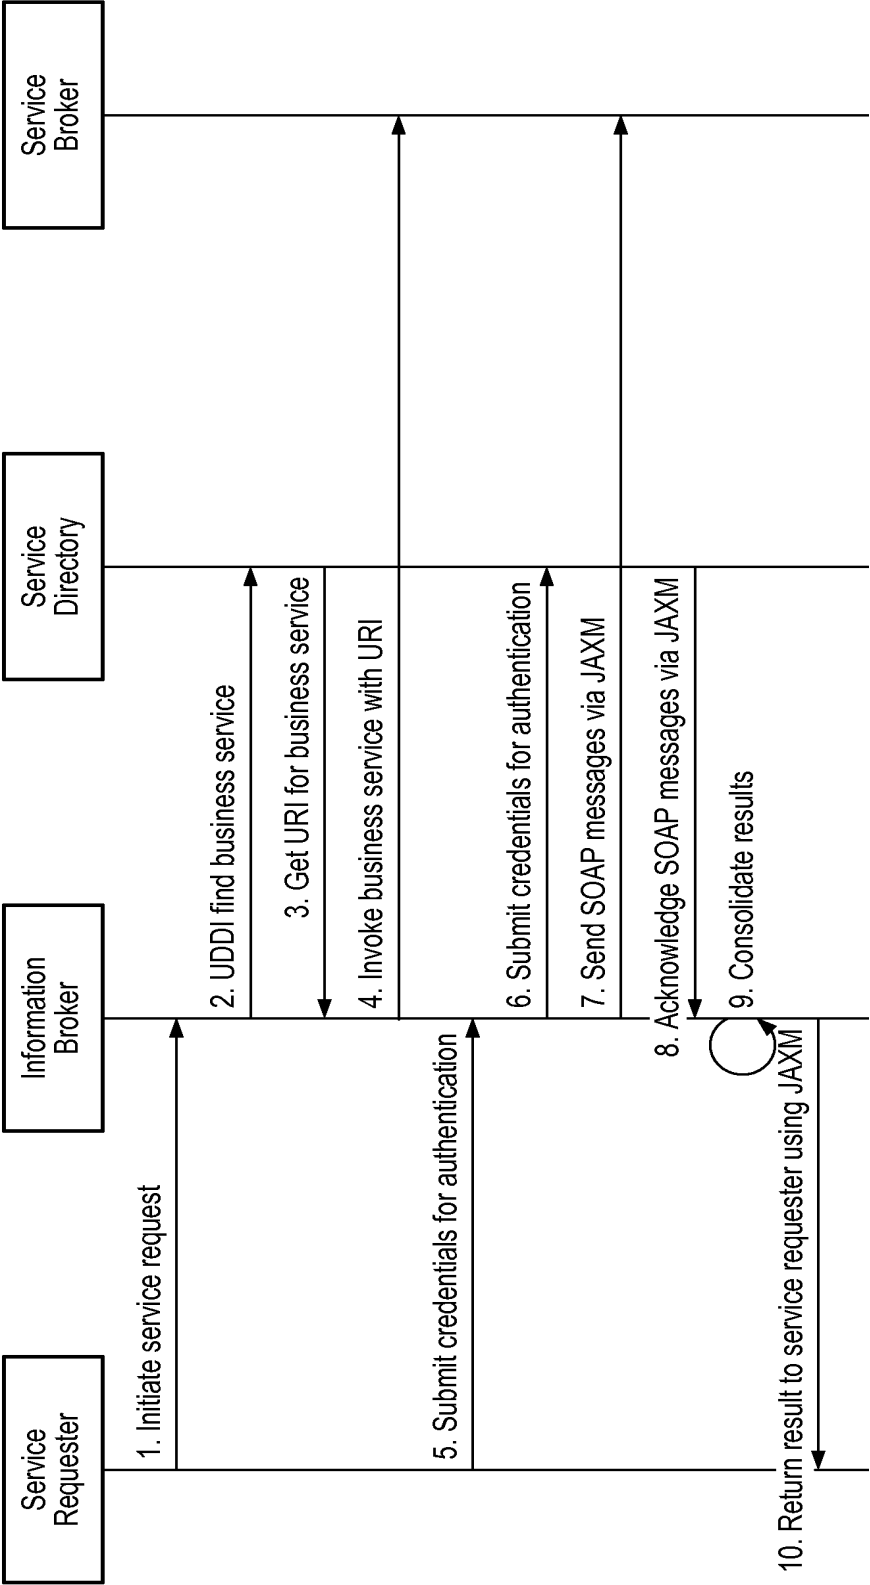 Service
Requester
Information
Broker
Service
Directory
Service
Broker
1. Initiate service request
2. UDDI find business service
3. Get URI for business service
4. Invoke business service with URI
5. Submit credentials for authentication
6. Submit credentials for authentication
7. Send SOAP messages via JAXM
8. Acknowledge SOAP messages via JAXM
9. Consolidate results
10. Return result to service requester using JAXM